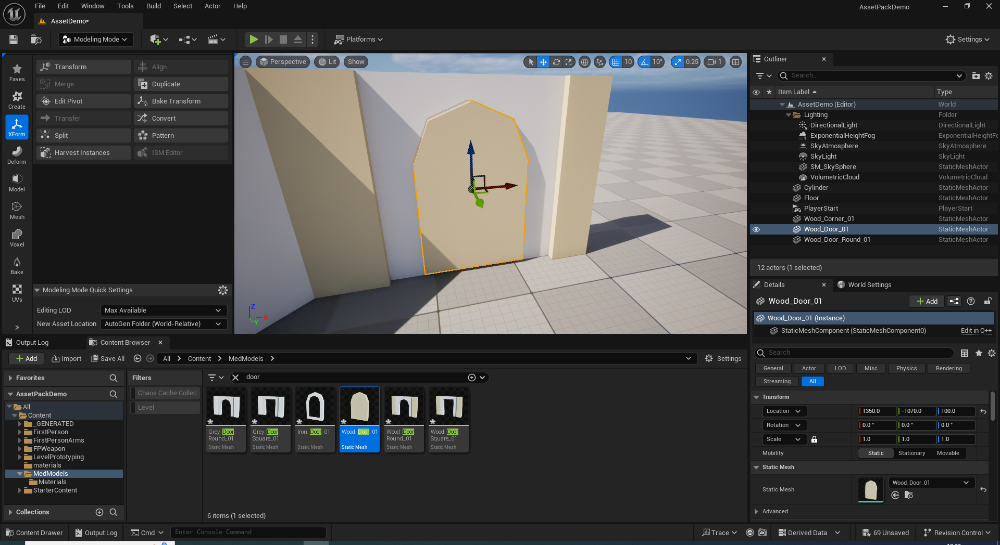 File Edit Window Tools Build Select Actor Help
AssetPackDemo
AssetDemo*
Modeling Mode
Platforms
Settings
Faves
Create
XForm
Deform
Model
Mesh
Voxel
Bake
UVs
Transform Align
Merge Duplicate
Edit Pivot Bake Transform
Transfer Convert
Split Pattern
Harvest Instances ISM Editor
Modeling Mode Quick Settings
Editing LOD Max Available
New Asset Location AutoGen Folder (World-Relative)
Perspective Lit Show
10 10° 0.25 1
Z
X
Y
Outliner
Search...
Item Label Type
AssetDemo (Editor) World
Lighting Folder
DirectionalLight DirectionalLight
ExponentialHeightFog ExponentialHeightFo
SkyAtmosphere SkyAtmosphere
SkyLight SkyLight
SM_SkySphere StaticMeshActor
VolumetricCloud VolumetricCloud
Cylinder StaticMeshActor
Floor StaticMeshActor
PlayerStart PlayerStart
Wood_Corner_01 StaticMeshActor
Wood_Door_01 StaticMeshActor
Wood_Door_Round_01 StaticMeshActor
12 actors (1 selected)
Details World Settings
Wood_Door_01 Add
Wood_Door_01 (Instance)
StaticMeshComponent (StaticMeshComponent0) Edit in C++
Search
General Actor LOD Misc Physics Rendering
Streaming All
Transform
Location 1350.0 -1070.0 100.0
Rotation 0.0 ° 0.0 ° 0.0 °
Scale 1.0 1.0 1.0
Mobility Static Stationary Movable
Static Mesh
Static Mesh Wood_Door_01
Advanced
Output Log Content Browser
Add Import Save All All Content MedModels Settings
Favorites
AssetPackDemo
All
Content
_GENERATED
FirstPerson
FirstPersonArms
FPWeapon
LevelPrototyping
materials
MedModels
Materials
StarterContent
Collections
Filters
Chaos Cache Collec
Level
door
Grey_Door_
Round_01
Static Mesh
Grey_Door_
Square_01
Static Mesh
Iron_Door_01
Static Mesh
Wood_Door_01
Static Mesh
Wood_Door_
Round_01
Static Mesh
Wood_Door_
Square_01
Static Mesh
6 items (1 selected)
Content Drawer Output Log Cmd Enter Console Command Trace Derived Data 69 Unsaved Revision Control